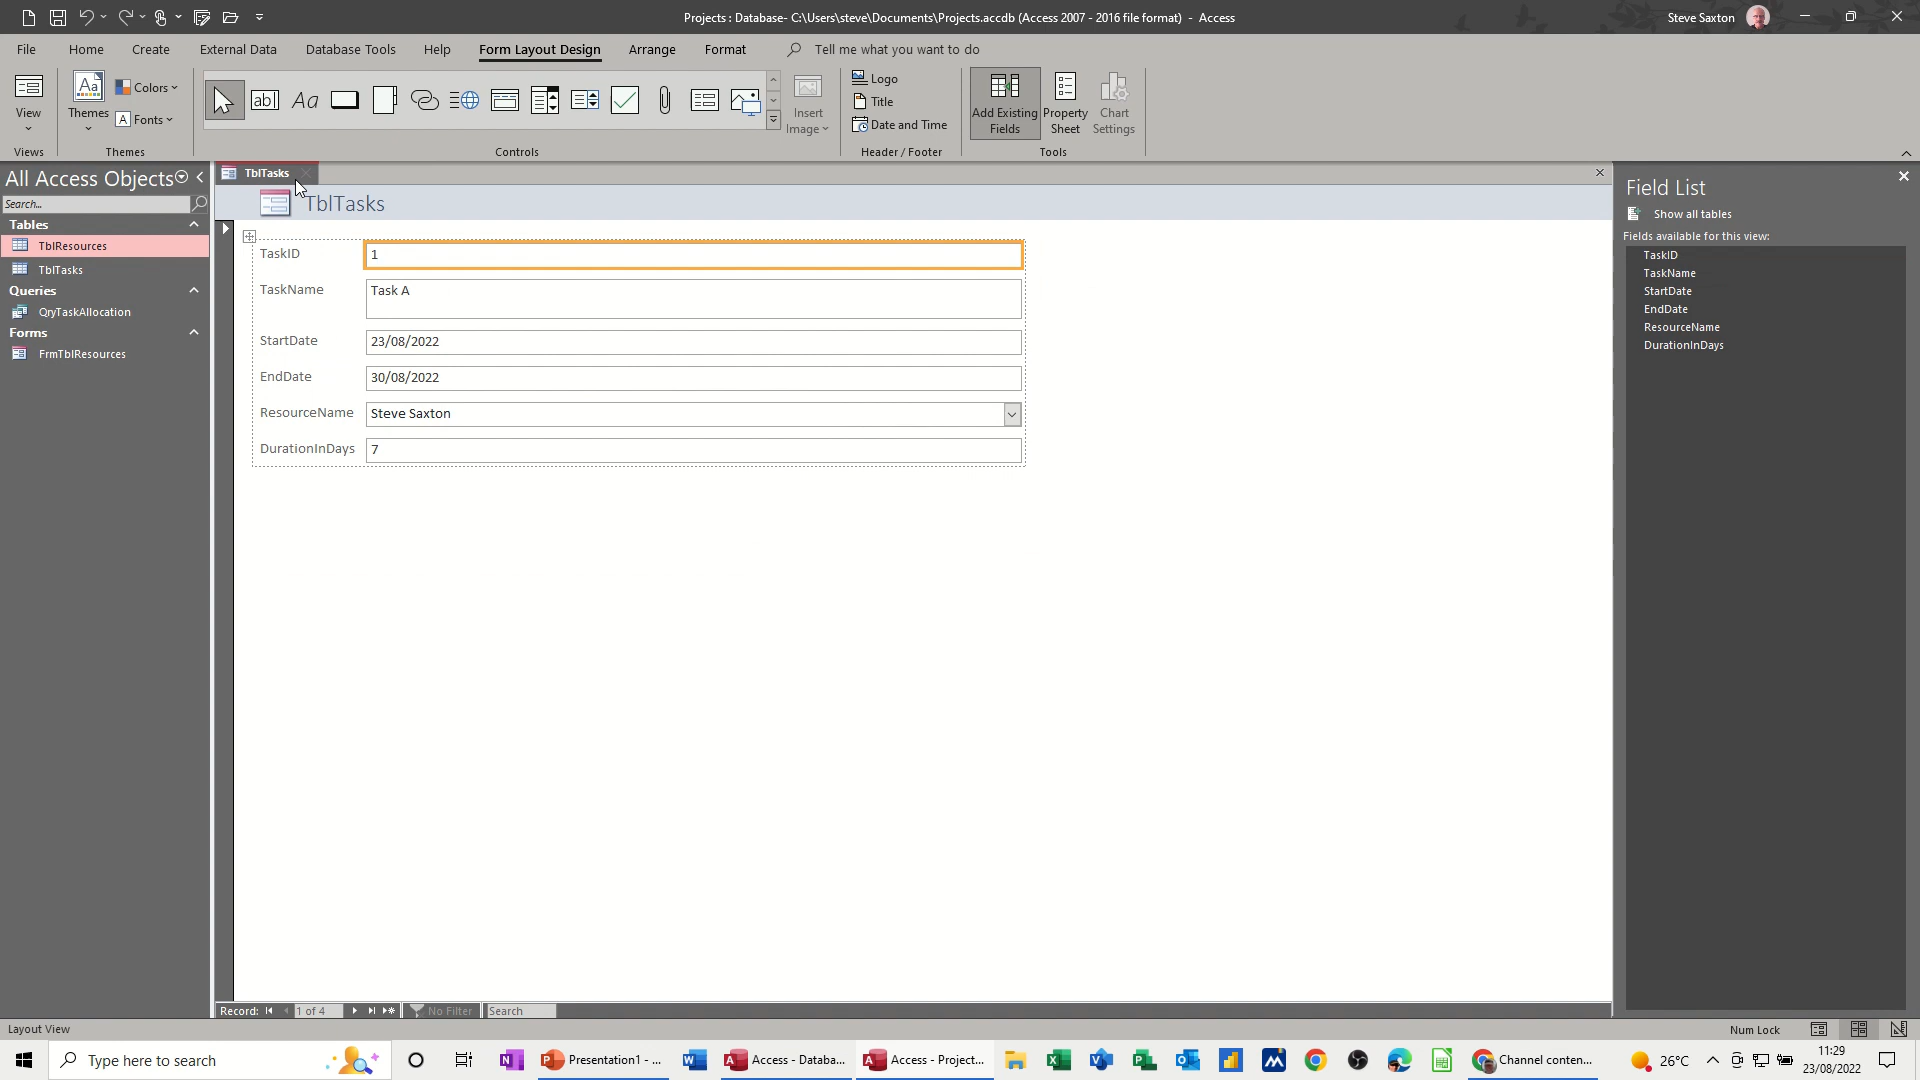 Projects : Database- C:\Users\steve\Documents\Projects.accdb (Access 2007 - 2016 file format) - Access
Steve Saxton
File Home Create External Data Database Tools Help Form Layout Design Arrange Format Tell me what you want to do
View
Views
Themes
Colors
Fonts
Themes
ab
Aa
Controls
Insert
Image
Logo
Title
Date and Time
Header / Footer
Add Existing
Fields
Property
Sheet
Chart
Settings
Tools
All Access Objects
Search...
Tables
TblResources
TblTasks
Queries
QryTaskAllocation
Forms
FrmTblResources
TblTasks
TblTasks
TaskID 1
TaskName Task A
StartDate 23/08/2022
EndDate 30/08/2022
ResourceName Steve Saxton
DurationInDays 7
Field List
Show all tables
Fields available for this view:
TaskID
TaskName
StartDate
EndDate
ResourceName
DurationInDays
Record: 1 of 4 No Filter Search
Layout View
Num Lock
Type here to search
Presentation1 - ...
Access - Databa...
Access - Project...
Channel conten...
26°C
11:29
23/08/2022